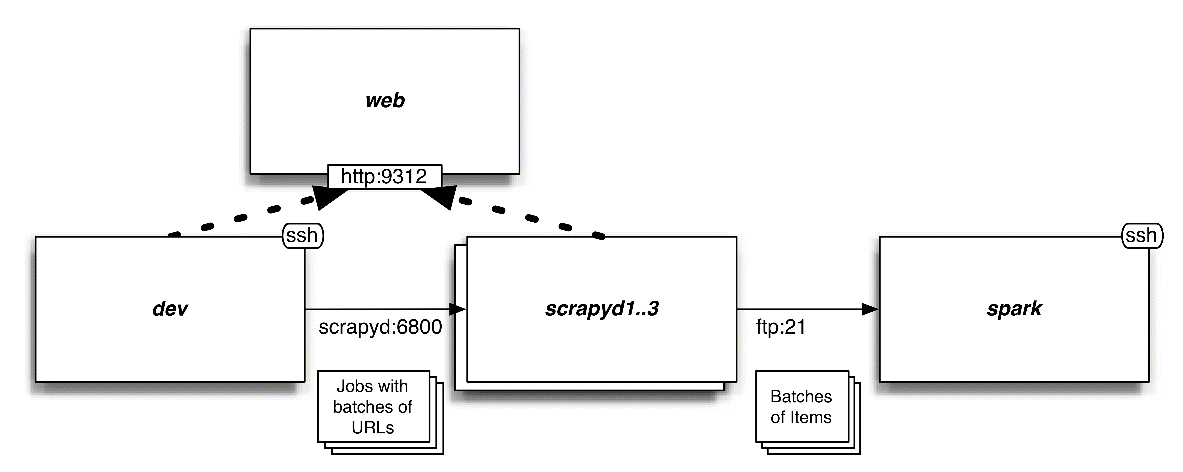 web
http:9312
ssh
ssh
dev
scrapyd1..3
spark
scrapyd:6800
ftp:21
Jobs with
batches of
URLs
Batches
of Items